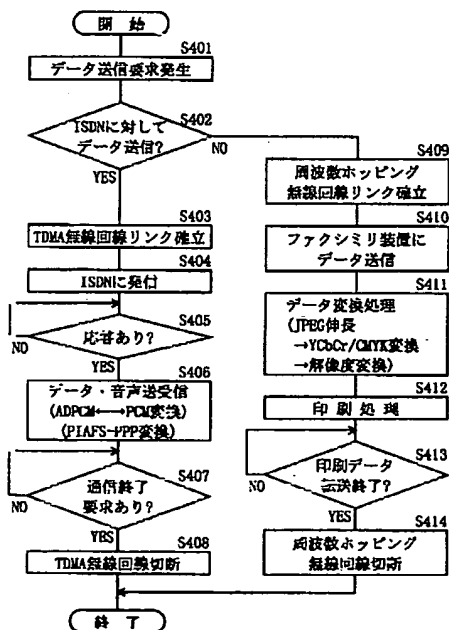 開始
S401
データ送信要求発生
S402
ISDNに対して
データ送信?
NO
YES
S403
TDMA無線回線リンク確立
S404
ISDNに発信
S405
応答あり?
NO
YES
S406
データ・音声送受信
(ADPCM←→PCM変換)
(PIAFS-PPP変換)
S407
通信終了
要求あり?
NO
YES
S408
TDMA無線回線切断
S409
周波数ホッピング
無線回線リンク確立
S410
ファクシミリ装置に
データ送信
S411
データ変換処理
(JPEG伸長
→YCbCr/CMYK変換
→解像度変換)
S412
印刷処理
S413
印刷データ
伝送終了?
NO
YES
S414
周波数ホッピング
無線回線切断
終了